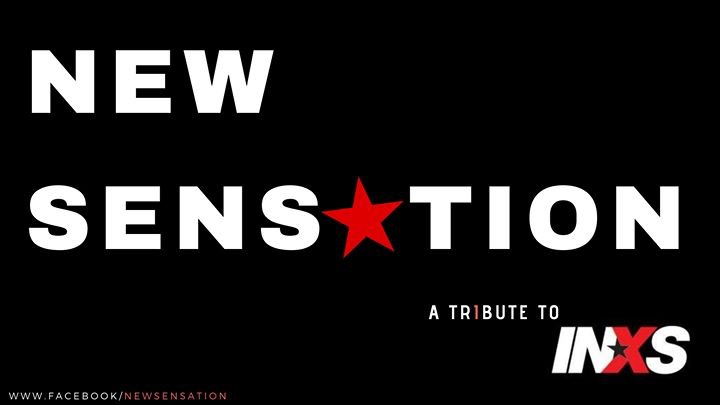 NEW
SENS★TION
A TR1BUTE TO
INXS
WWW.FACEBOOK/NEWSENSATION